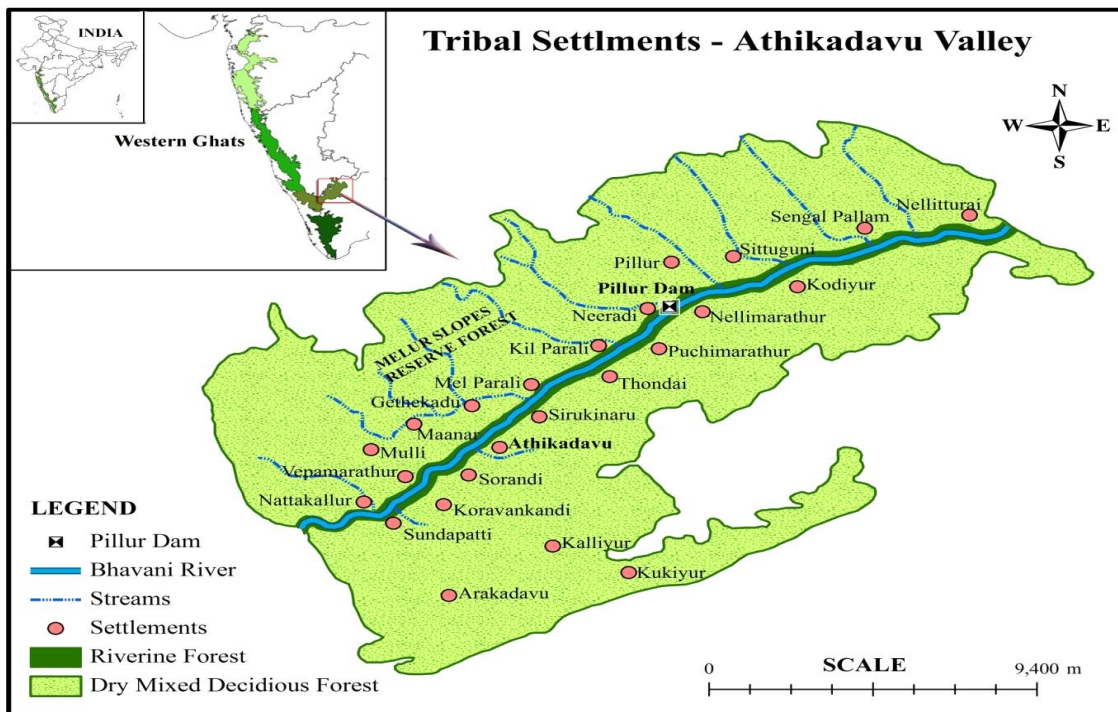 INDIA
Tribal Settlments - Athikadavu Valley
Western Ghats
N
W E
S
Nellitturai
Sengal Pallam
Sittuguni
Pillur
Kodiyur
Pillur Dam
Neeradi
Nellimarathur
MELUR SLOPES
RESERVE FOREST
Kil Parali
Puchimarathur
Mel Parali
Thondai
Gethekadu
Sirukinaru
Maanar
Athikadavu
Mulli
Vepamarathur
Sorandi
Nattakallur
Koravankandi
Sundapatti
Kalliyur
Kukiyur
Arakadavu
LEGEND
Pillur Dam
Bhavani River
Streams
Settlements
Riverine Forest
Dry Mixed Decidious Forest
0 SCALE 9,400 m